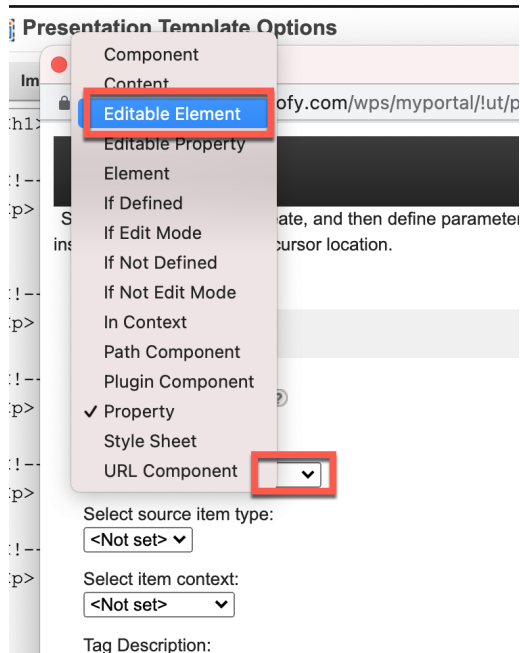 Presentation Template Options
Im
Component
Content
ofy.com/wps/myportal/!ut/p
h1>
Editable Element
Editable Property
!--
Element
p>
If Defined
eate, and then define parameter
If Edit Mode
ins
cursor location.
If Not Defined
!--
If Not Edit Mode
p>
In Context
Path Component
!--
Plugin Component
p>
✓ Property
Style Sheet
!--
URL Component
p>
Select source item type:
<Not set>
!--
p>
Select item context:
<Not set>
Tag Description: